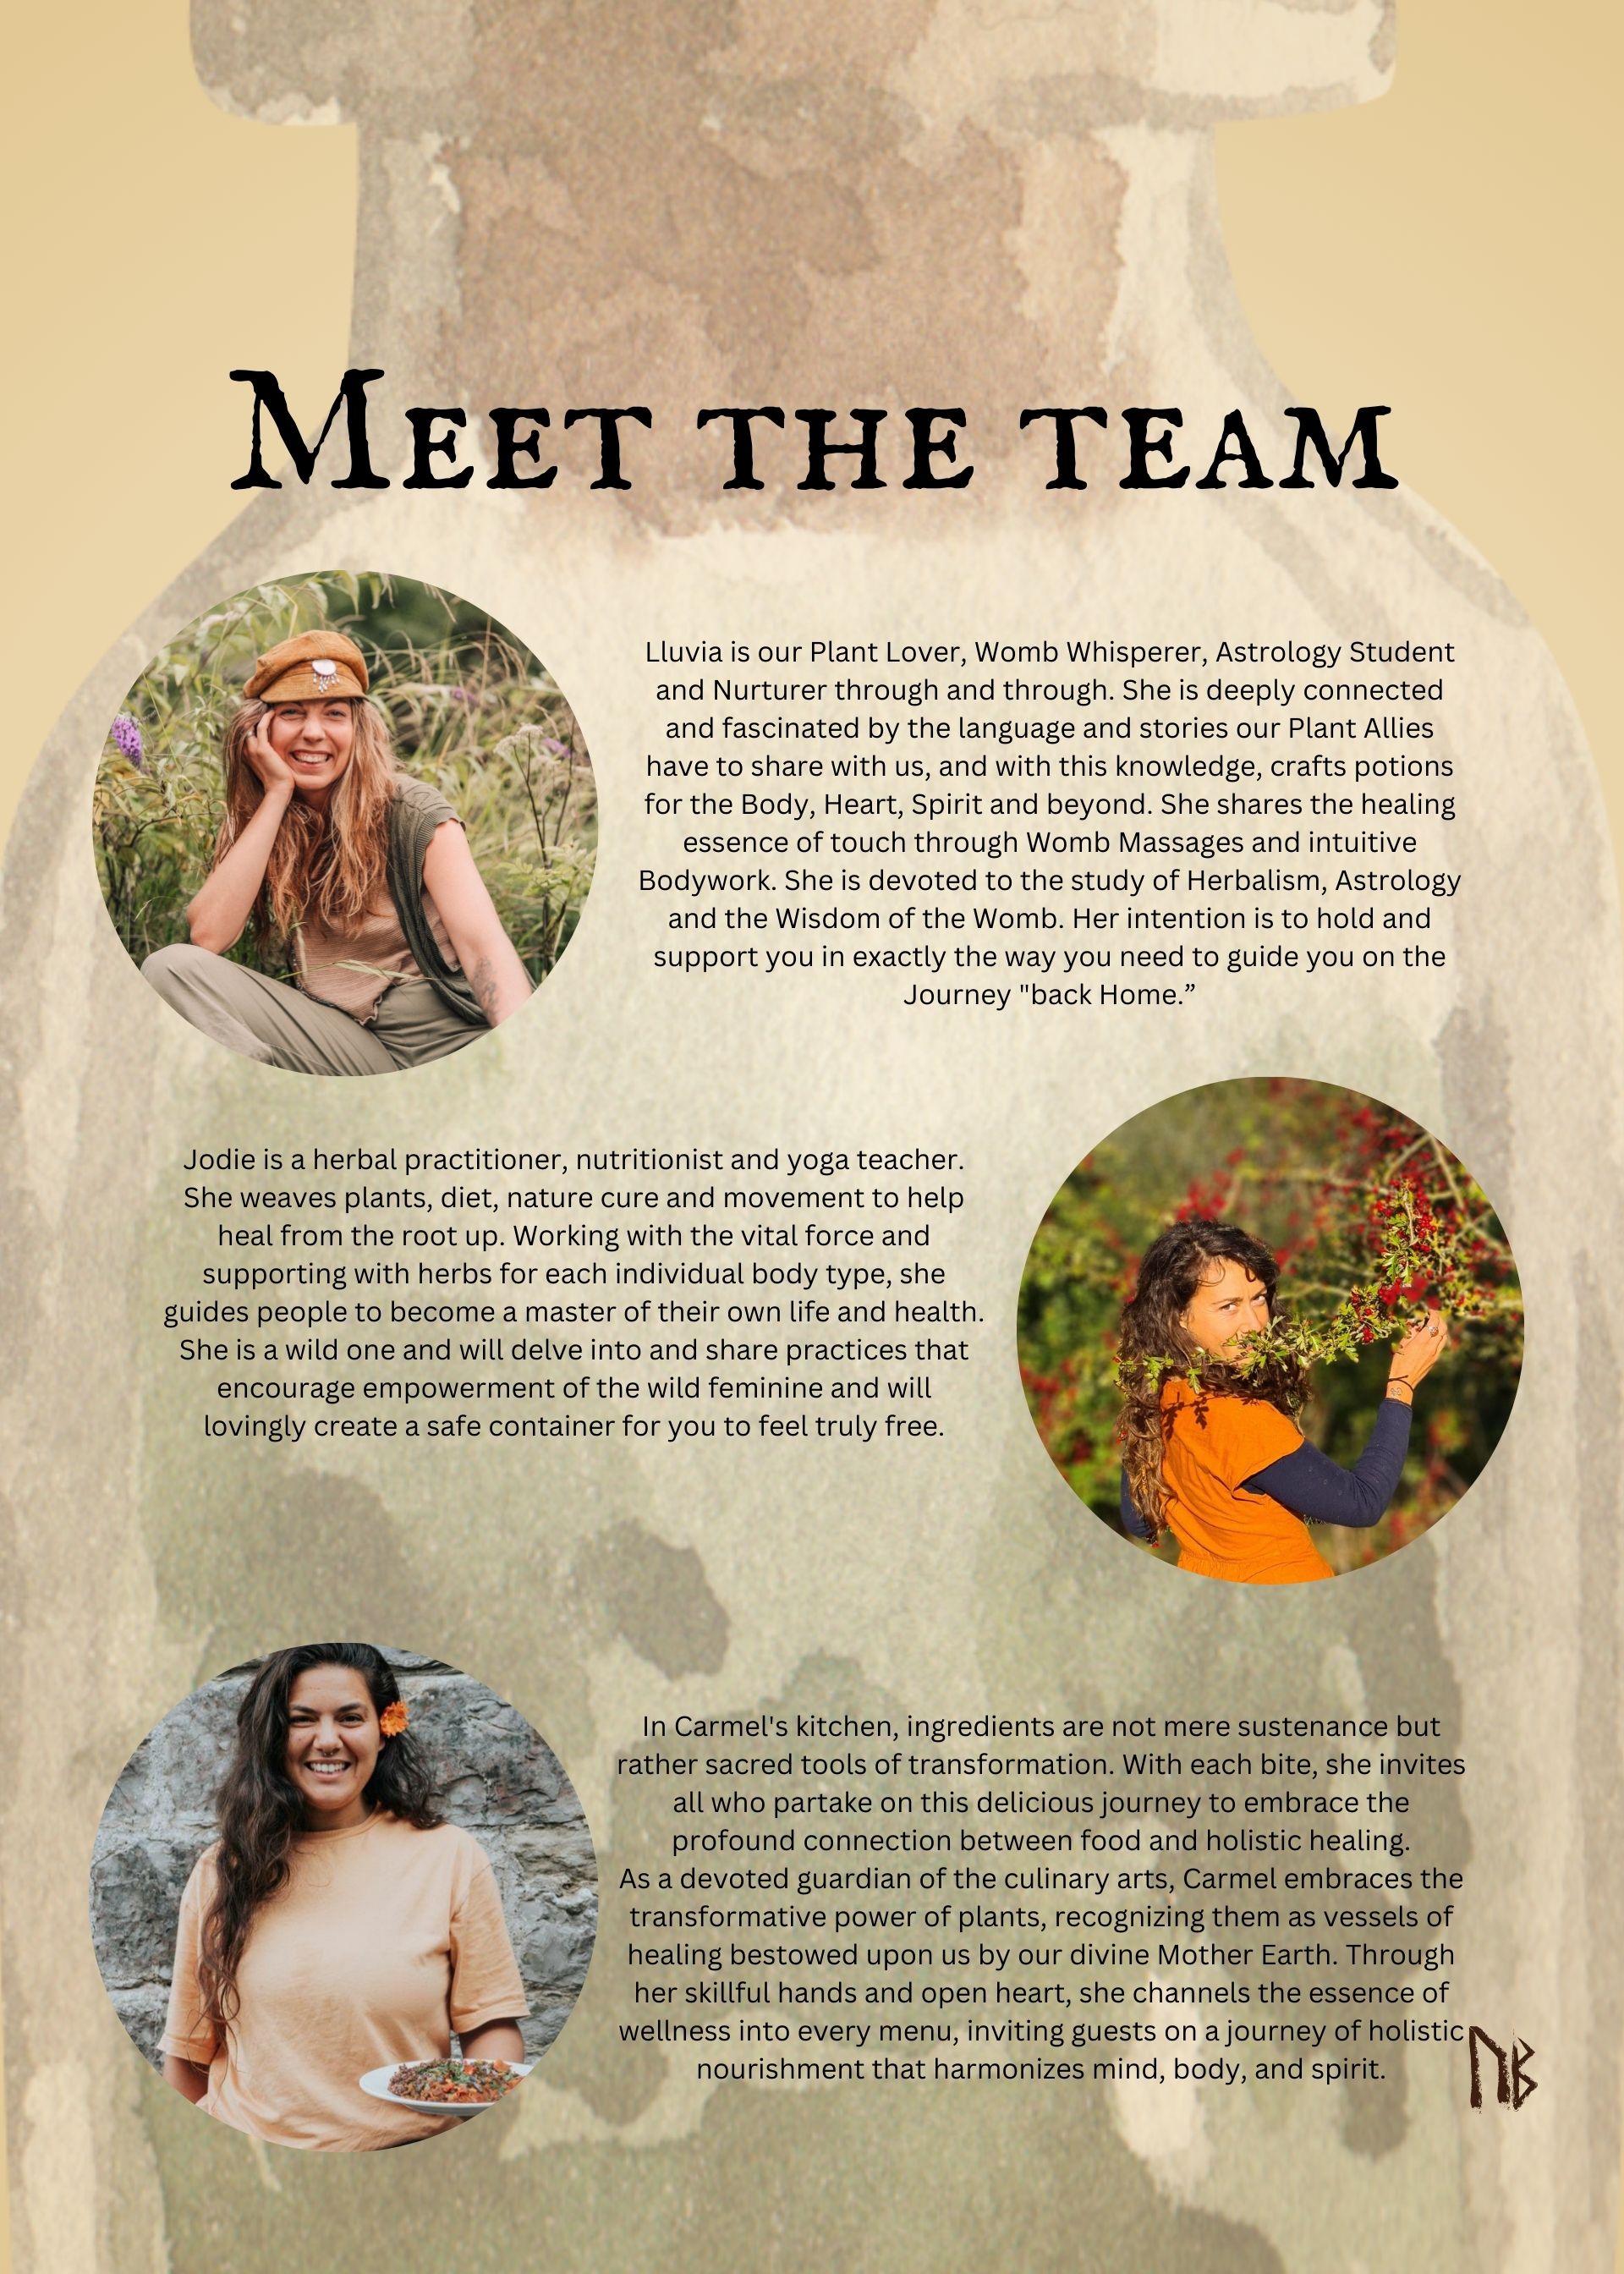 Meet the team
Lluvia is our Plant Lover, Womb Whisperer, Astrology Student
and Nurturer through and through. She is deeply connected
and fascinated by the language and stories our Plant Allies
have to share with us, and with this knowledge, crafts potions
for the Body, Heart, Spirit and beyond. She shares the healing
essence of touch through Womb Massages and intuitive
Bodywork. She is devoted to the study of Herbalism, Astrology
and the Wisdom of the Womb. Her intention is to hold and
support you in exactly the way you need to guide you on the
Journey "back Home.”
Jodie is a herbal practitioner, nutritionist and yoga teacher.
She weaves plants, diet, nature cure and movement to help
heal from the root up. Working with the vital force and
supporting with herbs for each individual body type, she
guides people to become a master of their own life and health.
She is a wild one and will delve into and share practices that
encourage empowerment of the wild feminine and will
lovingly create a safe container for you to feel truly free.
In Carmel's kitchen, ingredients are not mere sustenance but
rather sacred tools of transformation. With each bite, she invites
all who partake on this delicious journey to embrace the
profound connection between food and holistic healing.
As a devoted guardian of the culinary arts, Carmel embraces the
transformative power of plants, recognizing them as vessels of
healing bestowed upon us by our divine Mother Earth. Through
her skillful hands and open heart, she channels the essence of
wellness into every menu, inviting guests on a journey of holistic
nourishment that harmonizes mind, body, and spirit.